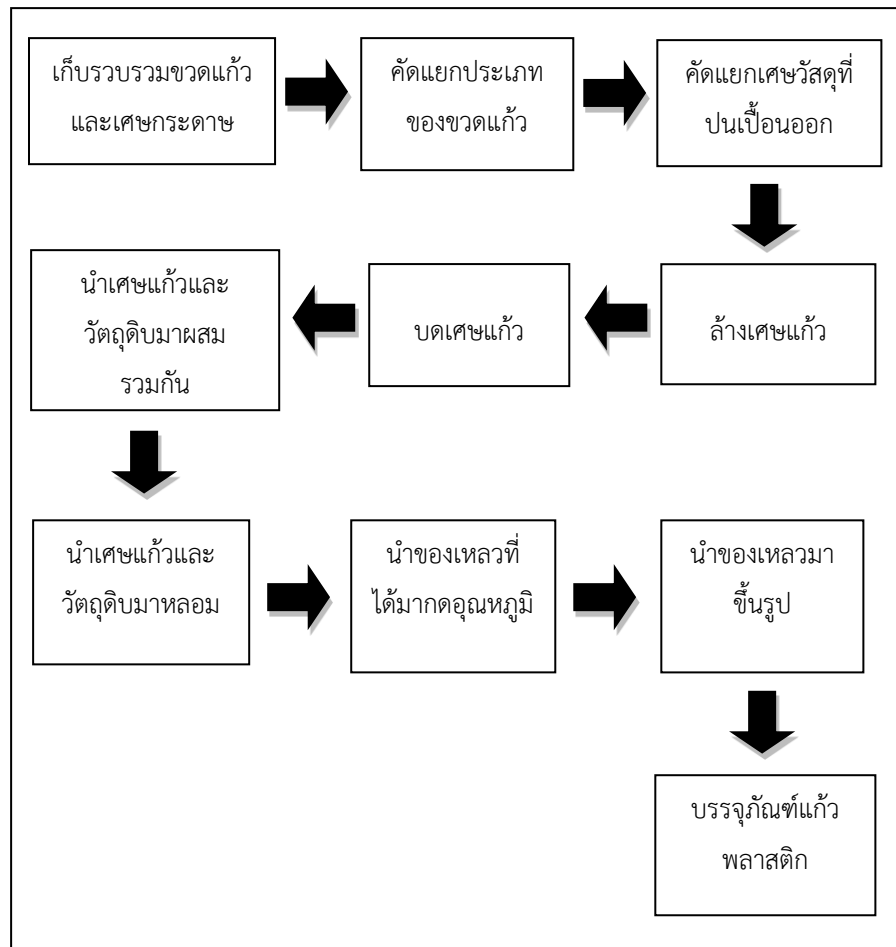 เก็บรวบรวมขวดแก้ว
และเศษกระดาษ
คัดแยกประเภท
ของขวดแก้ว
คัดแยกเศษวัสดุที่
ปนเปื้อนออก
ล้างเศษแก้ว
บดเศษแก้ว
นำเศษแก้วและ
วัตถุดิบมาผสม
รวมกัน
นำเศษแก้วและ
วัตถุดิบมาหลอม
นำของเหลวที่
ได้มากดอุณหภูมิ
นำของเหลวมา
ขึ้นรูป
บรรจุภัณฑ์แก้ว
พลาสติก